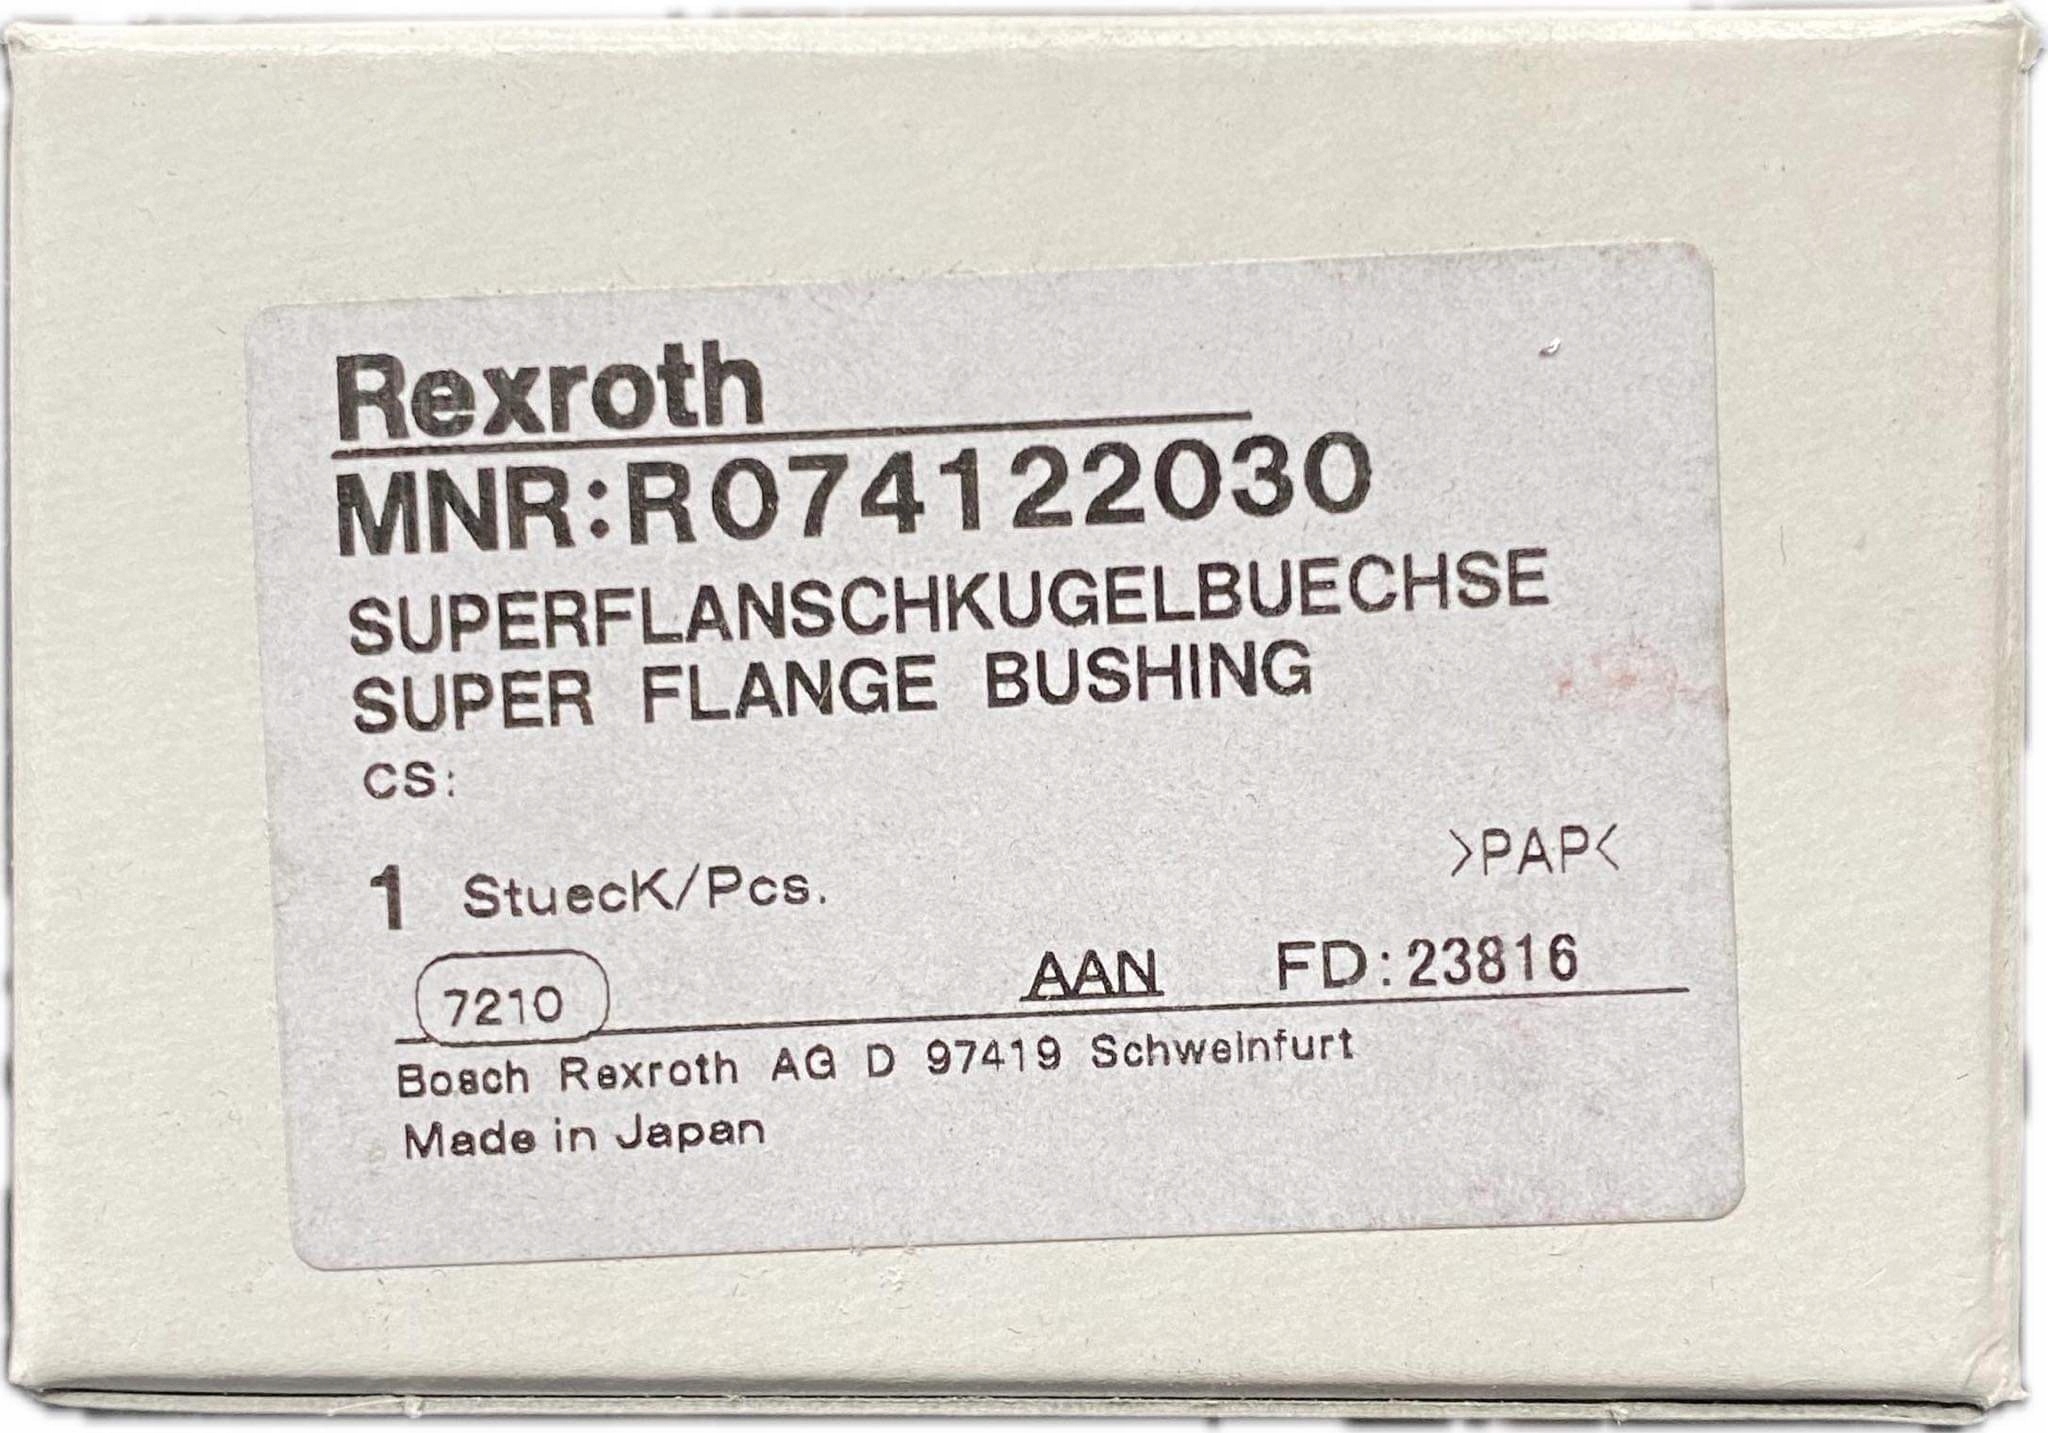 Rexroth
MNR:R074122030
SUPERFLANSCHKUGELBUECHSE
SUPER FLANGE BUSHING
CS:
>PAP<
1 StuecK/Pcs.
7210 AAN FD:23816
Bosch Rexroth AG D 97419 Schweinfurt
Made in Japan